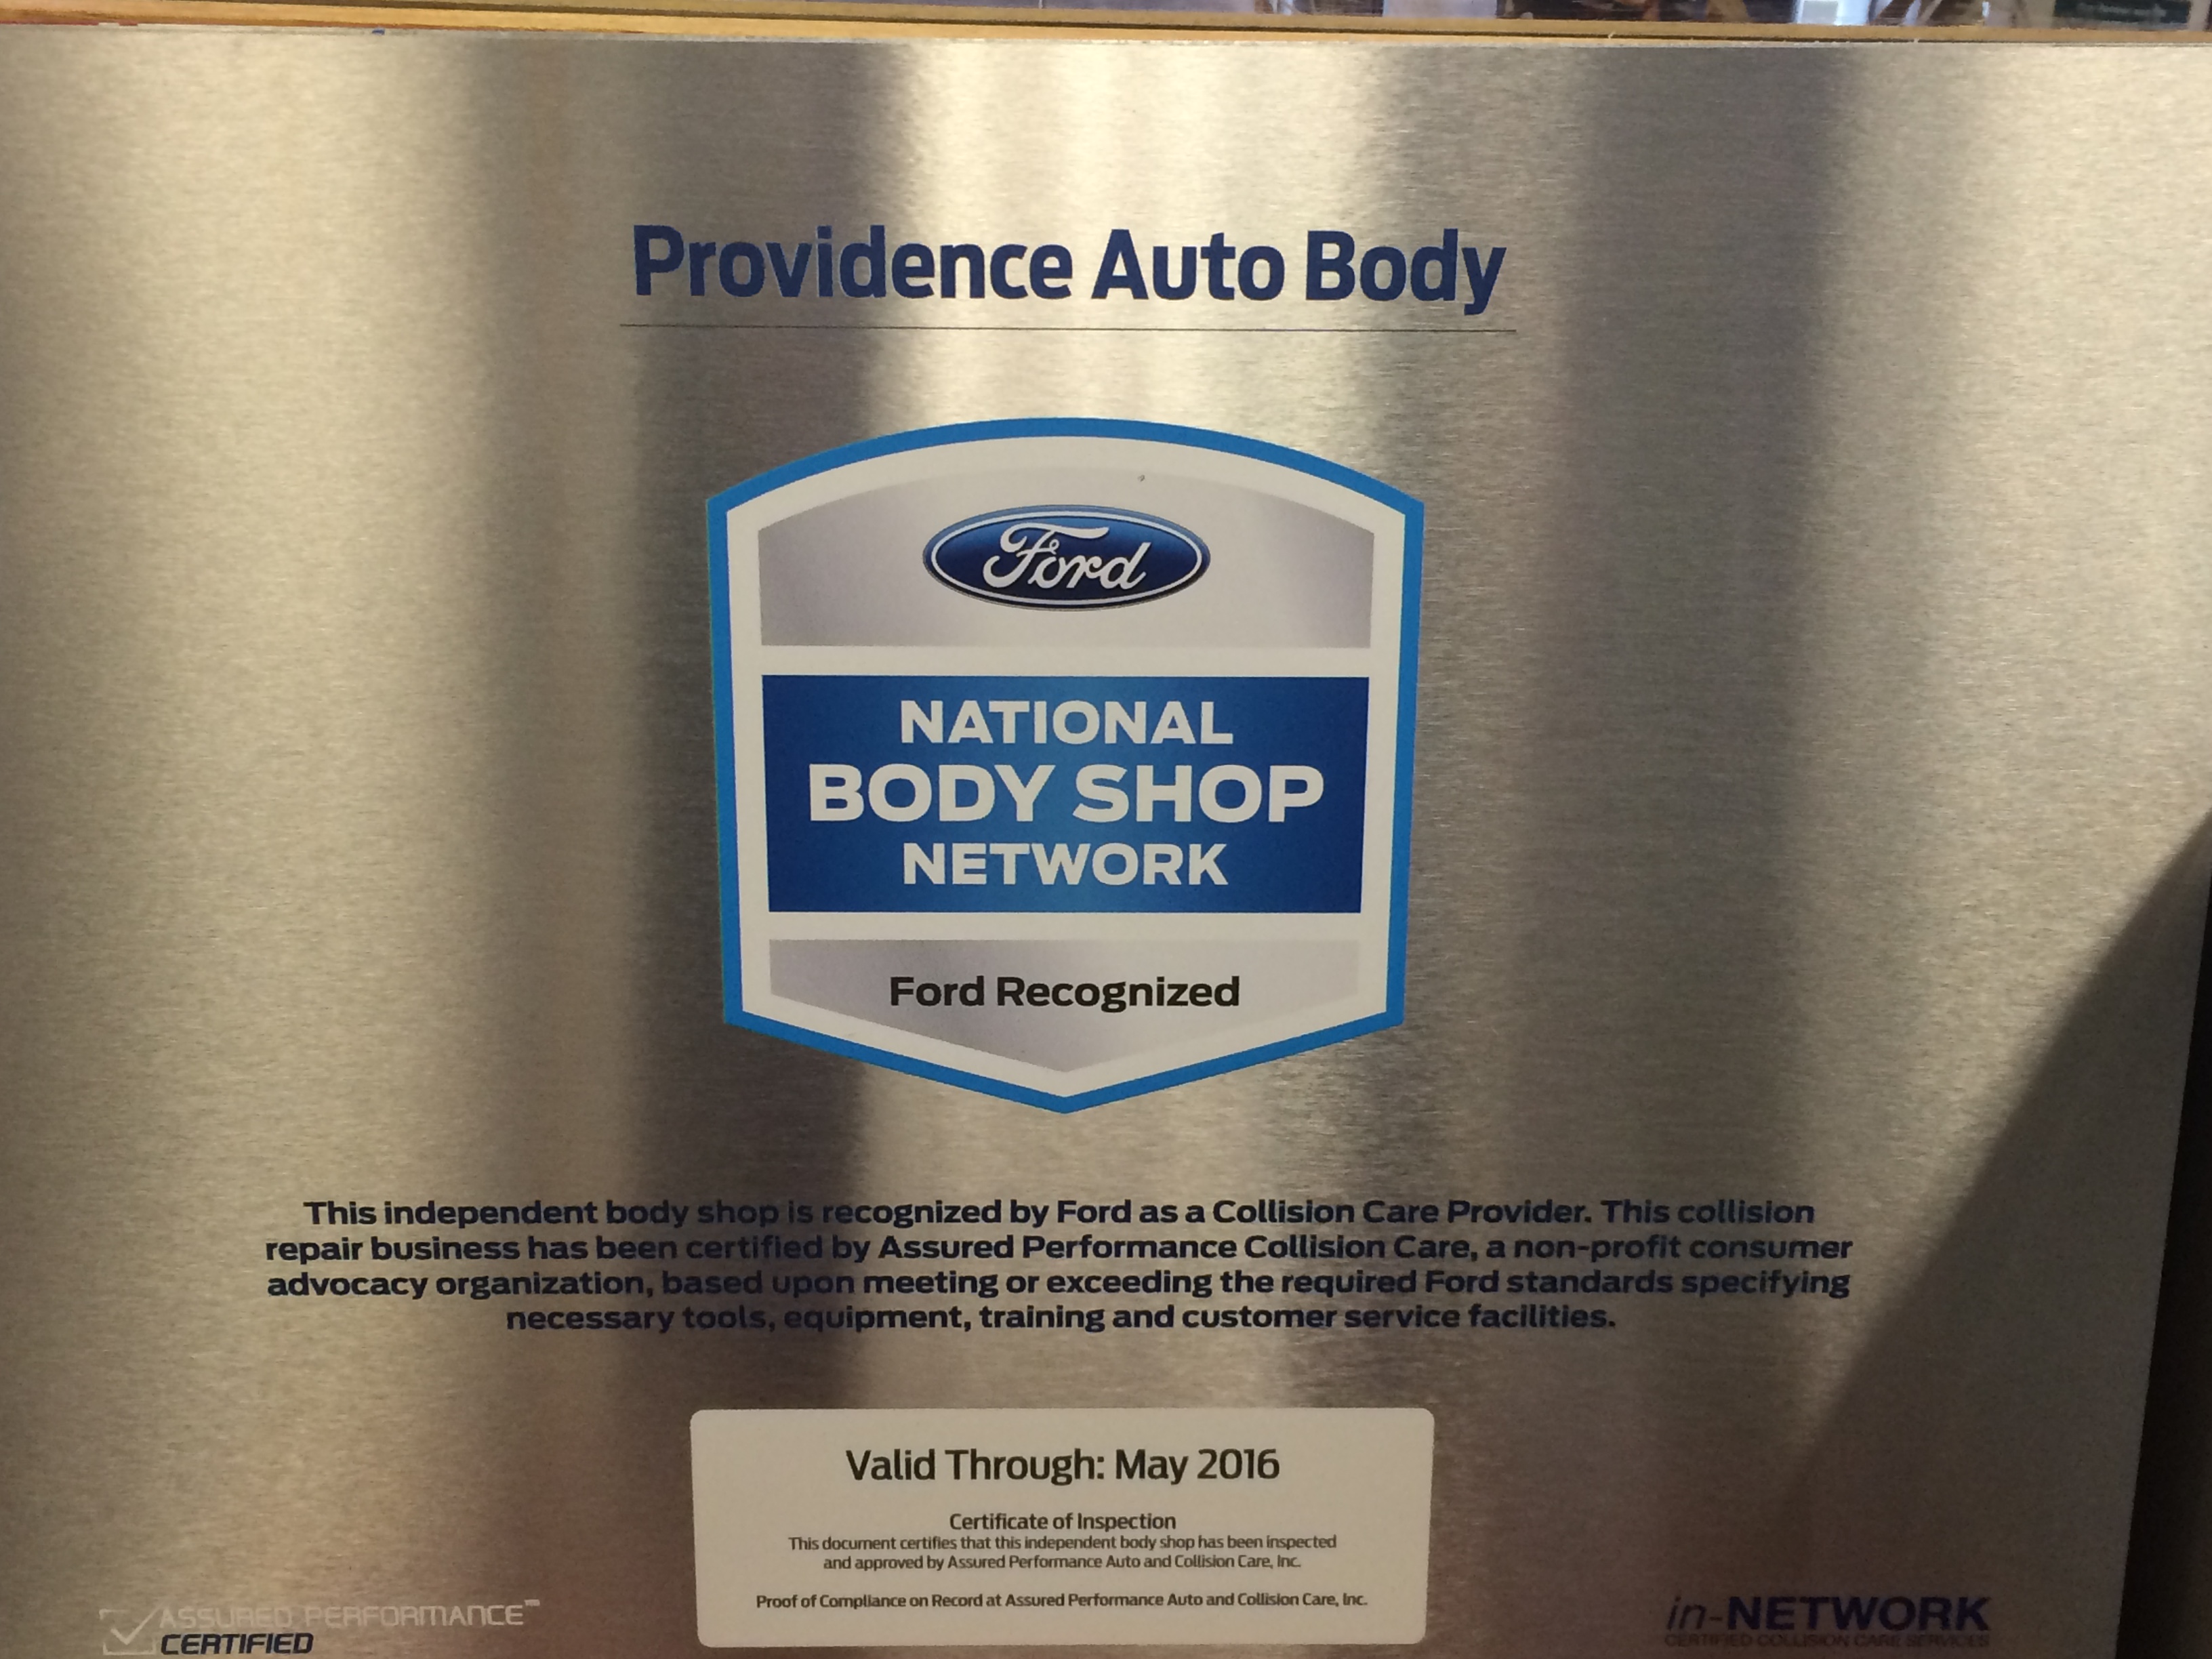 Providence Auto Body
Ford
NATIONAL
BODY SHOP
NETWORK
Ford Recognized
This independent body shop is recognized by Ford as a Collision Care Provider. This collision
repair business has been certified by Assured Performance Collision Care, a non-profit consumer
advocacy organization, based upon meeting or exceeding the required Ford standards specifying
necessary tools, equipment, training and customer service facilities.
Valid Through: May 2016
Certificate of Inspection
This document certifies that this independent body shop has been inspected
and approved by Assured Performance Auto and Collision Care, Inc.
Proof of Compliance on Record at Assured Performance Auto and Collision Care, Inc.
ASSURED PERFORMANCE
CERTIFIED
in-NETWORK
CERTIFIED COLLISION CARE SERVICES